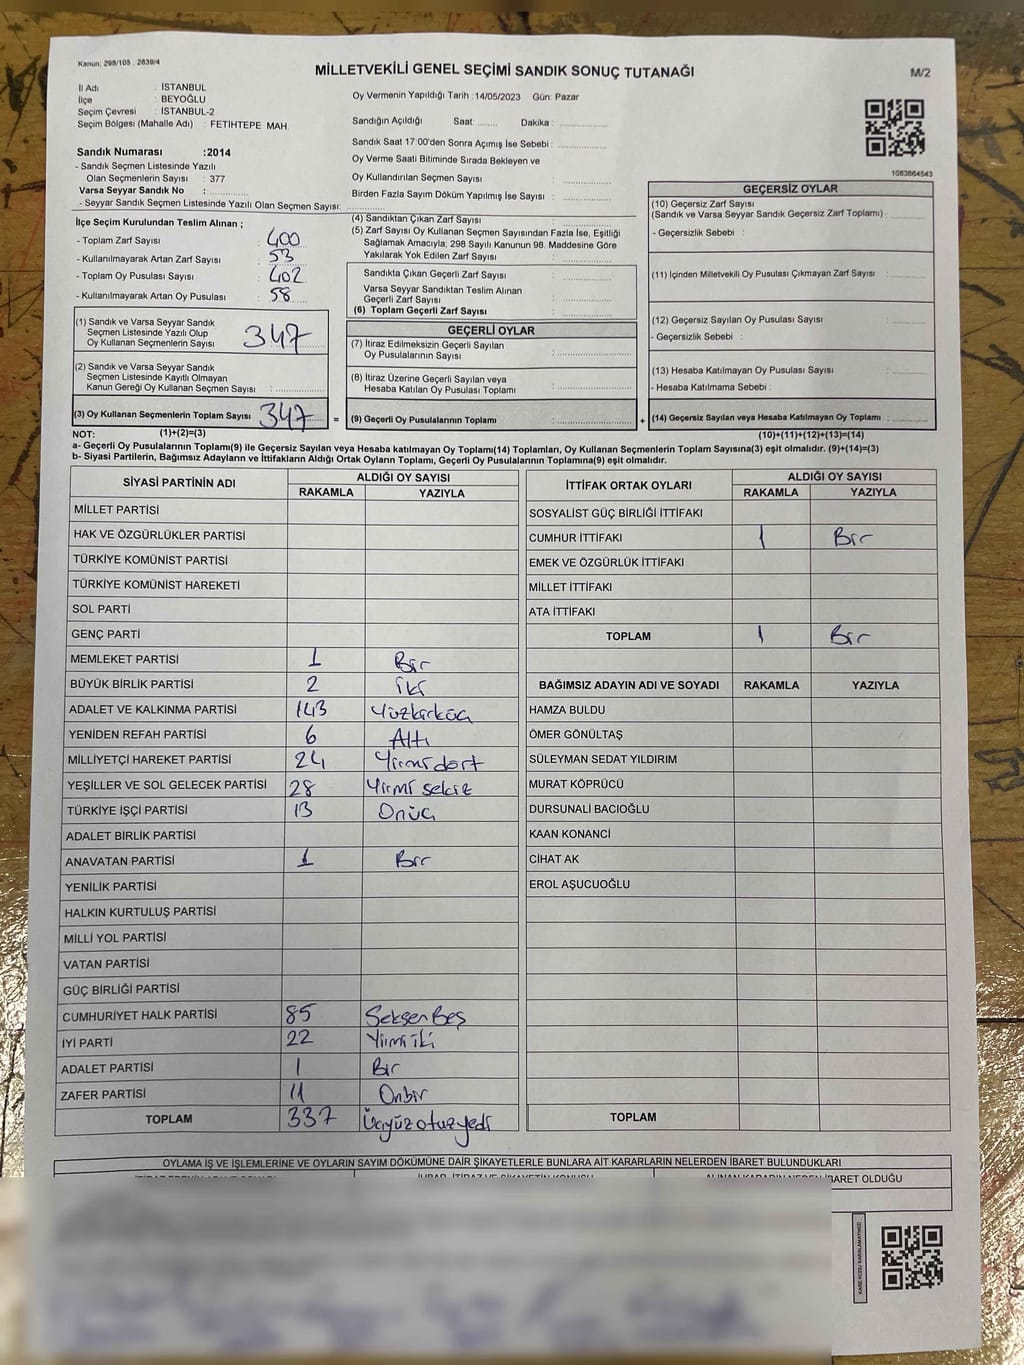 Kanun: 298/105 , 2839/4
MİLLETVEKİLİ GENEL SEÇİMİ SANDIK SONUÇ TUTANAĞI
M/2
İl Adı : İSTANBUL
İlçe : BEYOĞLU
Seçim Çevresi : İSTANBUL-2
Seçim Bölgesi (Mahalle Adı) : FETİHTEPE MAH.
Oy Vermenin Yapıldığı Tarih :14/05/2023 Gün: Pazar
Sandığın Açıldığı Saat: ........ Dakika : ................
Sandık Saat 17:00'den Sonra Açımış İse Sebebi : ................
Oy Verme Saati Bitiminde Sırada Bekleyen ve
Oy Kullandırılan Seçmen Sayısı : ................
Birden Fazla Sayım Döküm Yapılmış İse Sayısı : ................
1083664543
Sandık Numarası :2014
- Sandık Seçmen Listesinde Yazılı
Olan Seçmenlerin Sayısı : 377
Varsa Seyyar Sandık No : ............
- Seyyar Sandık Seçmen Listesinde Yazılı Olan Seçmen Sayısı: ................
İlçe Seçim Kurulundan Teslim Alınan ;
- Toplam Zarf Sayısı : 400
- Kullanılmayarak Artan Zarf Sayısı : 53
- Toplam Oy Pusulası Sayısı : 402
- Kullanılmayarak Artan Oy Pusulası : 58
(1) Sandık ve Varsa Seyyar Sandık
Seçmen Listesinde Yazılı Olup
Oy Kullanan Seçmenlerin Sayısı 347
(2) Sandık ve Varsa Seyyar Sandık
Seçmen Listesinde Kayıtlı Olmayan
Kanun Gereği Oy Kullanan Seçmen Sayısı : ............
(3) Oy Kullanan Seçmenlerin Toplam Sayısı 347
(4) Sandıktan Çıkan Zarf Sayısı : ................
(5) Zarf Sayısı Oy Kullanan Seçmen Sayısından Fazla İse, Eşitliği
Sağlamak Amacıyla, 298 Sayılı Kanunun 98. Maddesine Göre
Yakılarak Yok Edilen Zarf Sayısı : ................
Sandıkta Çıkan Geçerli Zarf Sayısı : ................
Varsa Seyyar Sandıktan Teslim Alınan
Geçerli Zarf Sayısı : ................
(6) Toplam Geçerli Zarf Sayısı : ................
GEÇERLİ OYLAR
(7) İtiraz Edilmeksizin Geçerli Sayılan
Oy Pusulalarının Sayısı : ................
(8) İtiraz Üzerine Geçerli Sayılan veya
Hesaba Katılan Oy Pusulası Toplamı : ................
= (9) Geçerli Oy Pusulalarının Toplamı : ................
GEÇERSİZ OYLAR
(10) Geçersiz Zarf Sayısı
(Sandık ve Varsa Seyyar Sandık Geçersiz Zarf Toplamı) : ............
- Geçersizlik Sebebi :
(11) İçinden Milletvekili Oy Pusulası Çıkmayan Zarf Sayısı : ............
(12) Geçersiz Sayılan Oy Pusulası Sayısı : ............
- Geçersizlik Sebebi :
(13) Hesaba Katılmayan Oy Pusulası Sayısı : ............
- Hesaba Katılmama Sebebi :
+ (14) Geçersiz Sayılan veya Hesaba Katılmayan Oy Toplamı : ............
NOT: (1)+(2)=(3)
(10)+(11)+(12)+(13)=(14)
a- Geçerli Oy Pusulalarının Toplamı(9) ile Geçersiz Sayılan veya Hesaba katılmayan Oy Toplamı(14) Toplamları, Oy Kullanan Seçmenlerin Toplam Sayısına(3) eşit olmalıdır. (9)+(14)=(3)
b- Siyasi Partilerin, Bağımsız Adayların ve İttifakların Aldığı Ortak Oyların Toplamı, Geçerli Oy Pusulalarının Toplamına(9) eşit olmalıdır.
SİYASİ PARTİNİN ADI ALDIĞI OY SAYISI
RAKAMLA YAZIYLA
MİLLET PARTİSİ
HAK VE ÖZGÜRLÜKLER PARTİSİ
TÜRKİYE KOMÜNİST PARTİSİ
TÜRKİYE KOMÜNİST HAREKETİ
SOL PARTİ
GENÇ PARTİ
MEMLEKET PARTİSİ 1 Bir
BÜYÜK BİRLİK PARTİSİ 2 iki
ADALET VE KALKINMA PARTİSİ 143 Yüzkırküç
YENİDEN REFAH PARTİSİ 6 Altı
MİLLİYETÇİ HAREKET PARTİSİ 24 Yirmi dört
YEŞİLLER VE SOL GELECEK PARTİSİ 28 Yirmi sekiz
TÜRKİYE İŞÇİ PARTİSİ 13 Onüç
ADALET BİRLİK PARTİSİ
ANAVATAN PARTİSİ 1 Bir
YENİLİK PARTİSİ
HALKIN KURTULUŞ PARTİSİ
MİLLİ YOL PARTİSİ
VATAN PARTİSİ
GÜÇ BİRLİĞİ PARTİSİ
CUMHURİYET HALK PARTİSİ 85 Seksen Beş
İYİ PARTİ 22 Yirmi iki
ADALET PARTİSİ 1 Bir
ZAFER PARTİSİ 11 Onbir
TOPLAM 337 Üçyüzotuzyedi
İTTİFAK ORTAK OYLARI ALDIĞI OY SAYISI
RAKAMLA YAZIYLA
SOSYALİST GÜÇ BİRLİĞİ İTTİFAKI
CUMHUR İTTİFAKI 1 Bir
EMEK VE ÖZGÜRLÜK İTTİFAKI
MİLLET İTTİFAKI
ATA İTTİFAKI
TOPLAM 1 Bir
BAĞIMSIZ ADAYIN ADI VE SOYADI RAKAMLA YAZIYLA
HAMZA BULDU
ÖMER GÖNÜLTAŞ
SÜLEYMAN SEDAT YILDIRIM
MURAT KÖPRÜCÜ
DURSUNALİ BACIOĞLU
KAAN KONANCİ
CİHAT AK
EROL AŞUCUOĞLU
TOPLAM
OYLAMA İŞ VE İŞLEMLERİNE VE OYLARIN SAYIM DÖKÜMÜNE DAİR ŞİKAYETLERLE BUNLARA AİT KARARLARIN NELERDEN İBARET BULUNDUKLARI
İBARET OLDUĞU
KARE KODU KARALAMAYINIZ